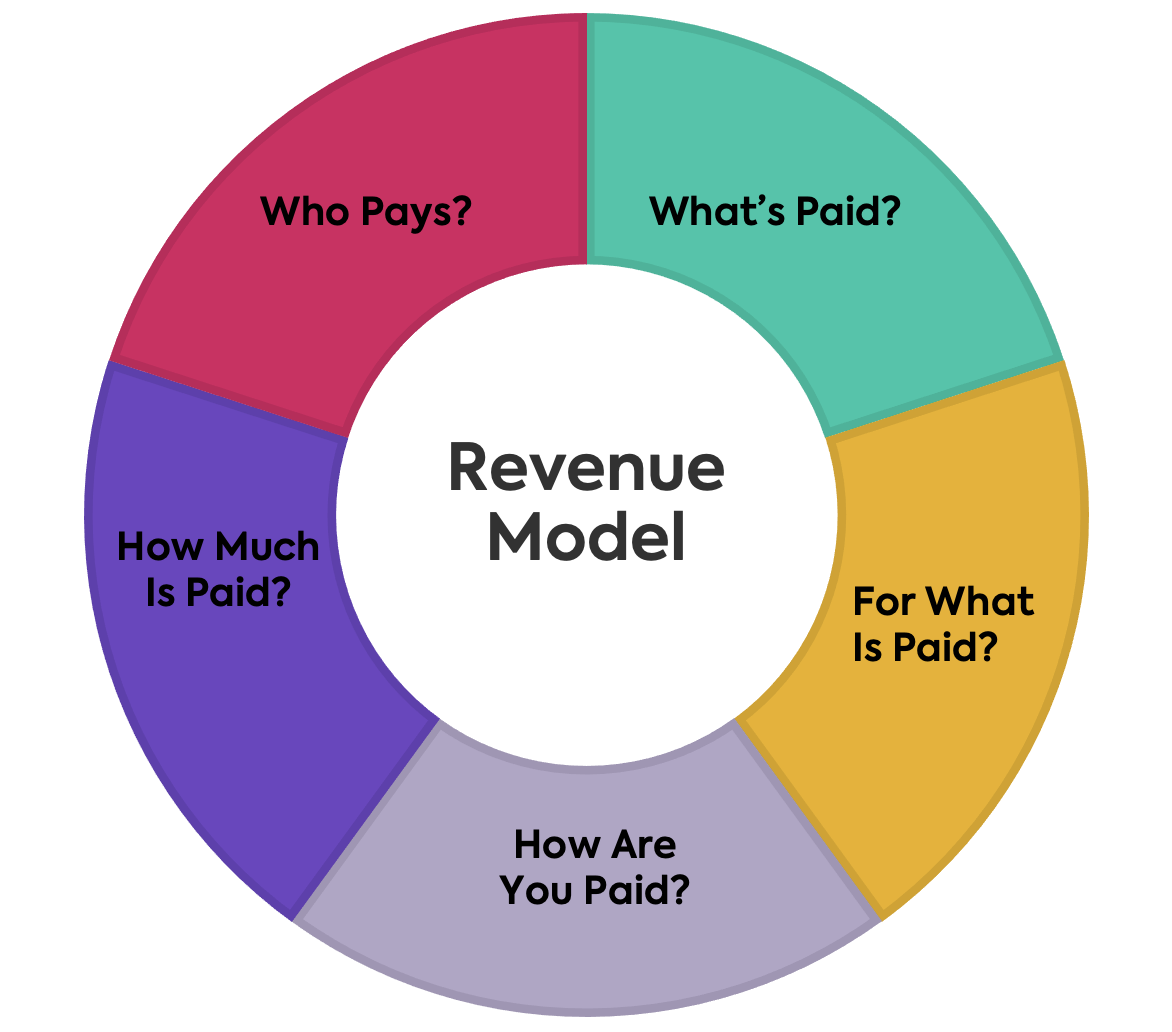 Who Pays?
What’s Paid?
Revenue
Model
How Much
Is Paid?
For What
Is Paid?
How Are
You Paid?